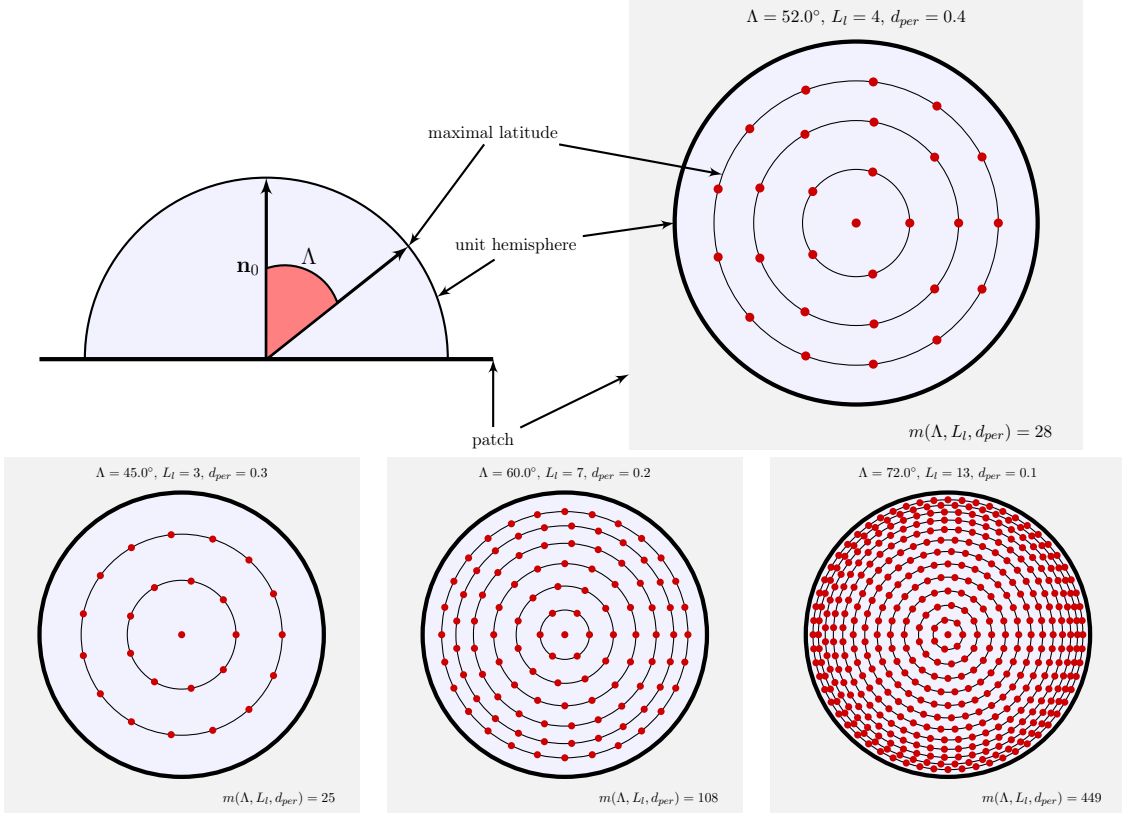 Λ = 52.0°, L_l = 4, d_per = 0.4
maximal latitude
unit hemisphere
n_0
Λ
patch
m(Λ, L_l, d_per) = 28
Λ = 45.0°, L_l = 3, d_per = 0.3
Λ = 60.0°, L_l = 7, d_per = 0.2
Λ = 72.0°, L_l = 13, d_per = 0.1
m(Λ, L_l, d_per) = 25
m(Λ, L_l, d_per) = 108
m(Λ, L_l, d_per) = 449